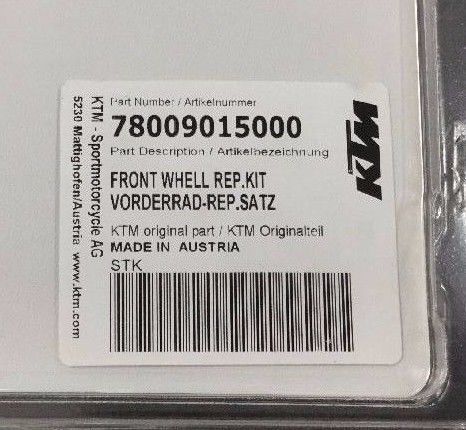 Part Number / Artikelnummer
78009015000
Part Description / Artikelbezeichnung
FRONT WHELL REP.KIT
VORDERRAD-REP.SATZ
KTM original part / KTM Originalteil
MADE IN AUSTRIA
STK
KTM
KTM - Sportmotorcycle AG
5230 Mattighofen/Austria www.ktm.com